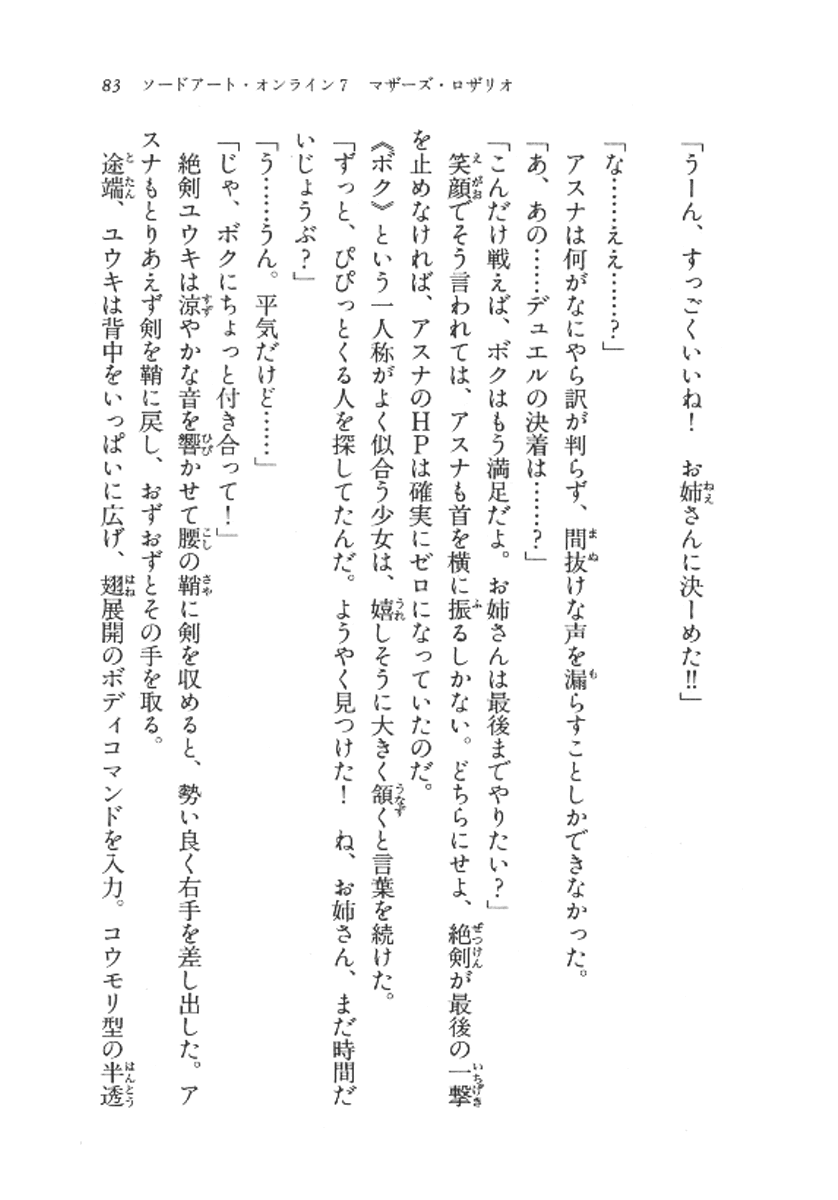 83　ソードアート・オンライン7　マザーズ・ロザリオ
「うーん、すっごくいいね！　お姉さんに決ーめた!!」
「な……ええ……？」
　アスナは何がなにやら訳が判らず、間抜けな声を漏らすことしかできなかった。
「あ、あの……デュエルの決着は……？」
「こんだけ戦えば、ボクはもう満足だよ。お姉さんは最後までやりたい？」
　笑顔でそう言われては、アスナも首を横に振るしかない。どちらにせよ、絶剣が最後の一撃
を止めなければ、アスナのHPは確実にゼロになっていたのだ。
《ボク》という一人称がよく似合う少女は、嬉しそうに大きく頷くと言葉を続けた。
「ずっと、ぴぴっとくる人を探してたんだ。ようやく見つけた！　ね、お姉さん、まだ時間だ
いじょうぶ？」
「う……うん。平気だけど……」
「じゃ、ボクにちょっと付き合って！」
　絶剣ユウキは涼やかな音を響かせて腰の鞘に剣を収めると、勢い良く右手を差し出した。ア
スナもとりあえず剣を鞘に戻し、おずおずとその手を取る。
　途端、ユウキは背中をいっぱいに広げ、翅展開のボディコマンドを入力。コウモリ型の半透